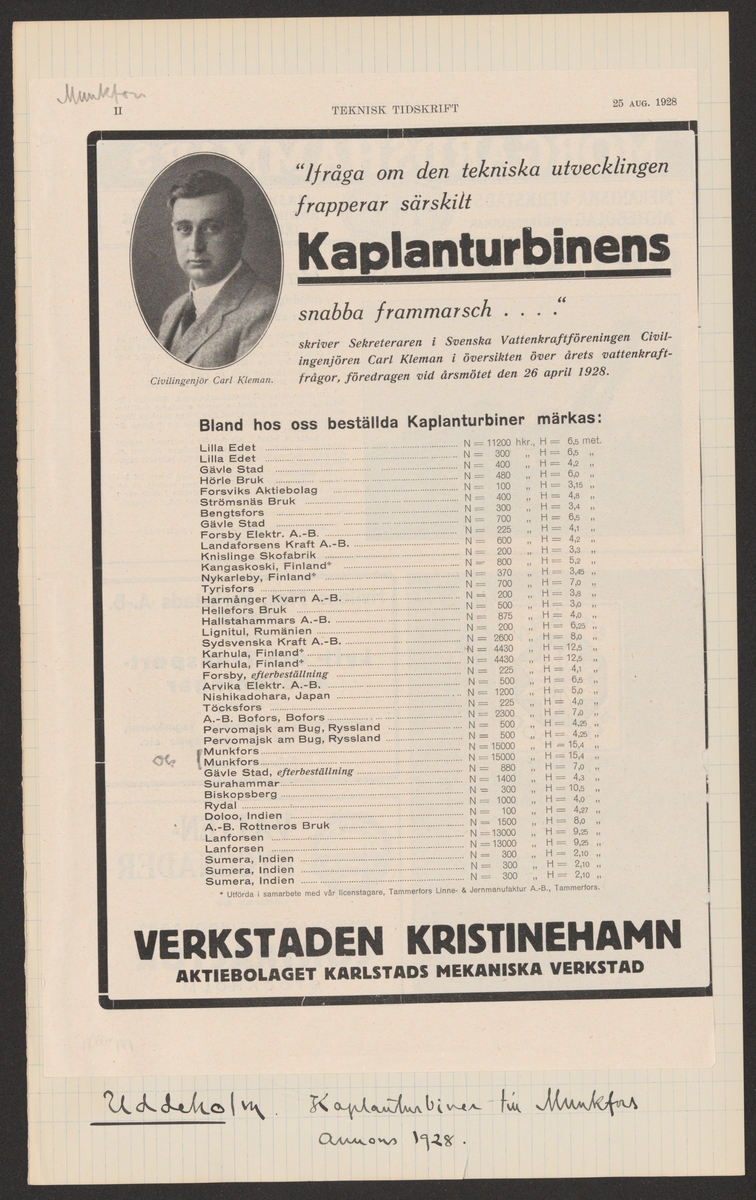 Munkfors
II TEKNISK TIDSKRIFT 25 AUG. 1928
"Ifråga om den tekniska utvecklingen
frapperar särskilt
Kaplanturbinens
snabba frammarsch . . . ."
skriver Sekreteraren i Svenska Vattenkraftföreningen Civil-
ingenjören Carl Kleman i översikten över årets vattenkraft-
frågor, föredragen vid årsmötet den 26 april 1928.
Civilingenjör Carl Kleman.
Bland hos oss beställda Kaplanturbiner märkas:
Lilla Edet N = 11200 hkr., H = 6,5 met.
Lilla Edet N = 300 „ H = 6,5 „
Gävle Stad N = 400 „ H = 4,2 „
Hörle Bruk N = 480 „ H = 6,0 „
Forsviks Aktiebolag N = 100 „ H = 3,15 „
Strömsnäs Bruk N = 400 „ H = 4,8 „
Bengtsfors N = 300 „ H = 3,4 „
Gävle Stad N = 700 „ H = 6,5 „
Forsby Elektr. A.-B. N = 225 „ H = 4,1 „
Landaforsens Kraft A.-B. N = 600 „ H = 4,2 „
Knislinge Skofabrik N = 200 „ H = 3,3 „
Kangaskoski, Finland* N = 800 „ H = 5,2 „
Nykarleby, Finland* N = 370 „ H = 3,45 „
Tyrisfors N = 700 „ H = 7,0 „
Harmånger Kvarn A.-B. N = 200 „ H = 3,8 „
Hellefors Bruk N = 500 „ H = 3,0 „
Hallstahammars A.-B. N = 875 „ H = 4,0 „
Lignitul, Rumänien N = 200 „ H = 6,25 „
Sydsvenska Kraft A.-B. N = 2600 „ H = 8,0 „
Karhula, Finland* N = 4430 „ H = 12,5 „
Karhula, Finland* N = 4430 „ H = 12,5 „
Forsby, efterbeställning N = 225 „ H = 4,1 „
Arvika Elektr. A.-B. N = 500 „ H = 6,5 „
Nishikadohara, Japan N = 1200 „ H = 5,0 „
Töcksfors N = 225 „ H = 4,0 „
A.-B. Bofors, Bofors N = 2300 „ H = 7,0 „
Pervomajsk am Bug, Ryssland N = 500 „ H = 4,25 „
Pervomajsk am Bug, Ryssland N = 500 „ H = 4,25 „
Munkfors N = 15000 „ H = 15,4 „
Munkfors N = 15000 „ H = 15,4 „
Gävle Stad, efterbeställning N = 880 „ H = 7,0 „
Surahammar N = 1400 „ H = 4,3 „
Biskopsberg N = 300 „ H = 10,5 „
Rydal N = 1000 „ H = 4,0 „
Doloo, Indien N = 100 „ H = 4,27 „
A.-B. Rottneros Bruk N = 1500 „ H = 8,0 „
Lanforsen N = 13000 „ H = 9,25 „
Lanforsen N = 13000 „ H = 9,25 „
Sumera, Indien N = 300 „ H = 2,10 „
Sumera, Indien N = 300 „ H = 2,10 „
Sumera, Indien N = 300 „ H = 2,10 „
* Utförda i samarbete med vår licenstagare, Tammerfors Linne- & Jernmanufaktur A.-B., Tammerfors.
VERKSTADEN KRISTINEHAMN
AKTIEBOLAGET KARLSTADS MEKANISKA VERKSTAD
Uddeholm. Kaplanturbiner till Munkfors
Annons 1928.